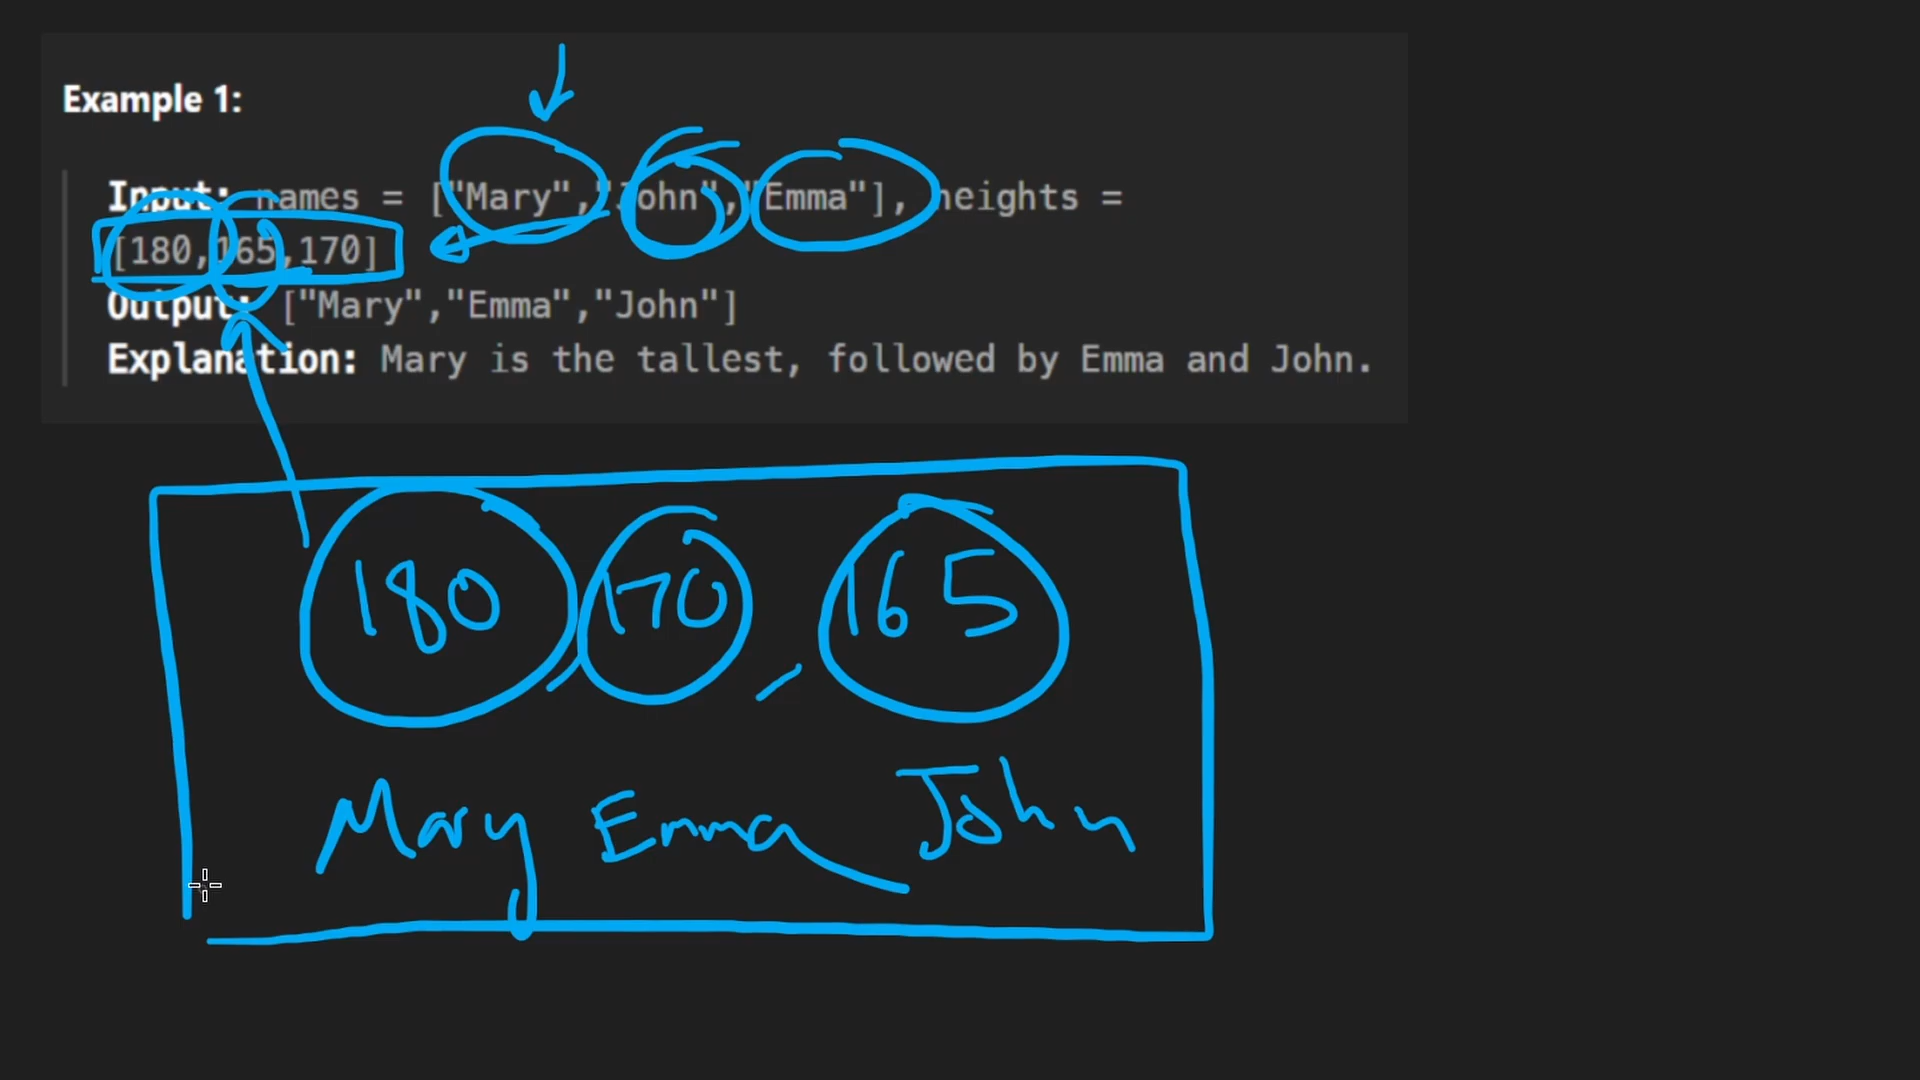 Example 1:
Input: names = ["Mary","John","Emma"], heights =
[180,165,170]
Output: ["Mary","Emma","John"]
Explanation: Mary is the tallest, followed by Emma and John.
180, 170, 165
Mary Emma John